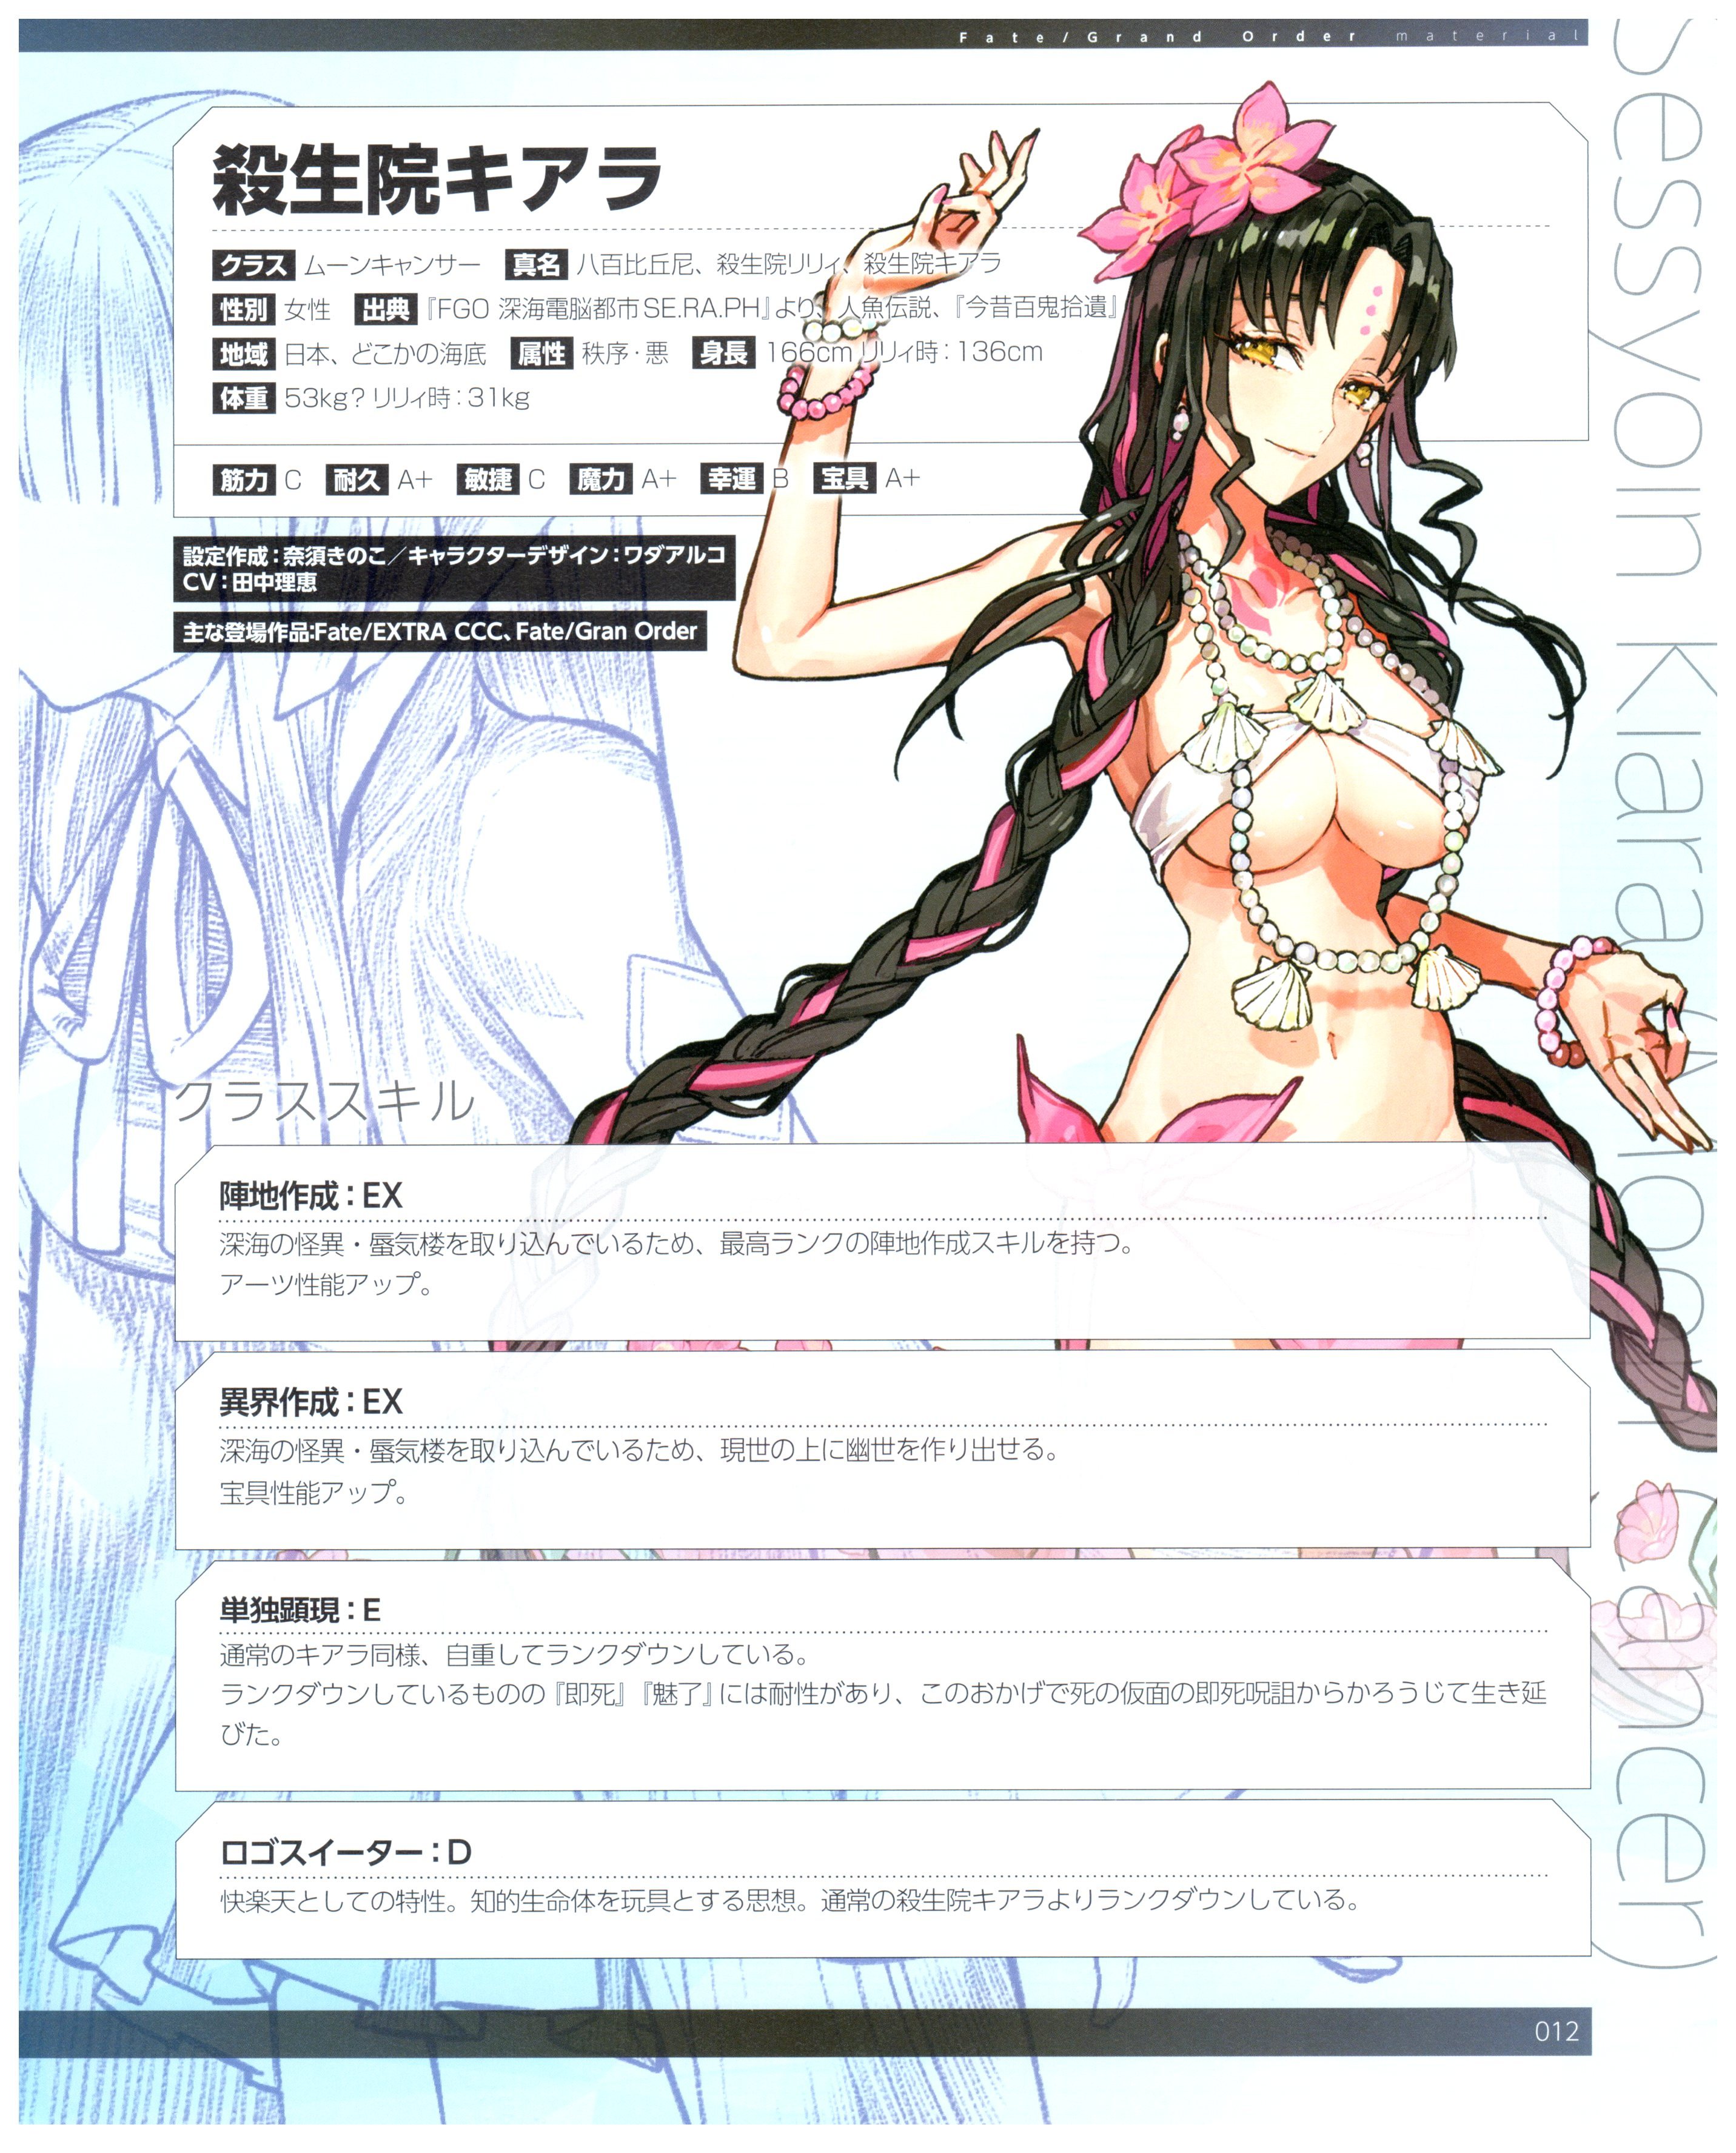 Fate/Grand Order material
殺生院キアラ
クラス ムーンキャンサー 真名 八百比丘尼、殺生院リリィ、殺生院キアラ
性別 女性 出典 『FGO 深海電脳都市SE.RA.PH』より、人魚伝説、『今昔百鬼拾遺』
地域 日本、どこかの海底 属性 秩序・悪 身長 166cm リリィ時：136cm
体重 53kg？リリィ時：31kg
筋力 C 耐久 A+ 敏捷 C 魔力 A+ 幸運 B 宝具 A+
設定作成：奈須きのこ／キャラクターデザイン：ワダアルコ
CV：田中理恵
主な登場作品:Fate/EXTRA CCC、Fate/Gran Order
クラススキル
陣地作成：EX
深海の怪異・蜃気楼を取り込んでいるため、最高ランクの陣地作成スキルを持つ。
アーツ性能アップ。
異界作成：EX
深海の怪異・蜃気楼を取り込んでいるため、現世の上に幽世を作り出せる。
宝具性能アップ。
単独顕現：E
通常のキアラ同様、自重してランクダウンしている。
ランクダウンしているものの『即死』『魅了』には耐性があり、このおかげで死の仮面の即死呪詛からかろうじて生き延
びた。
ロゴスイーター：D
快楽天としての特性。知的生命体を玩具とする思想。通常の殺生院キアラよりランクダウンしている。
012
Sessyoin Kiara (Moon Cancer)